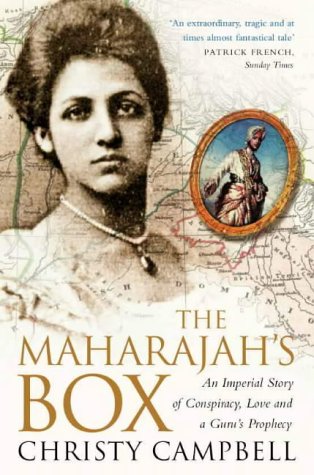 'An extraordinary, tragic and at
times almost fantastical tale'
PATRICK FRENCH,
Sunday Times
THE
MAHARAJAH'S
BOX
An Imperial Story
of Conspiracy, Love and
a Guru's Prophecy
CHRISTY CAMPBELL